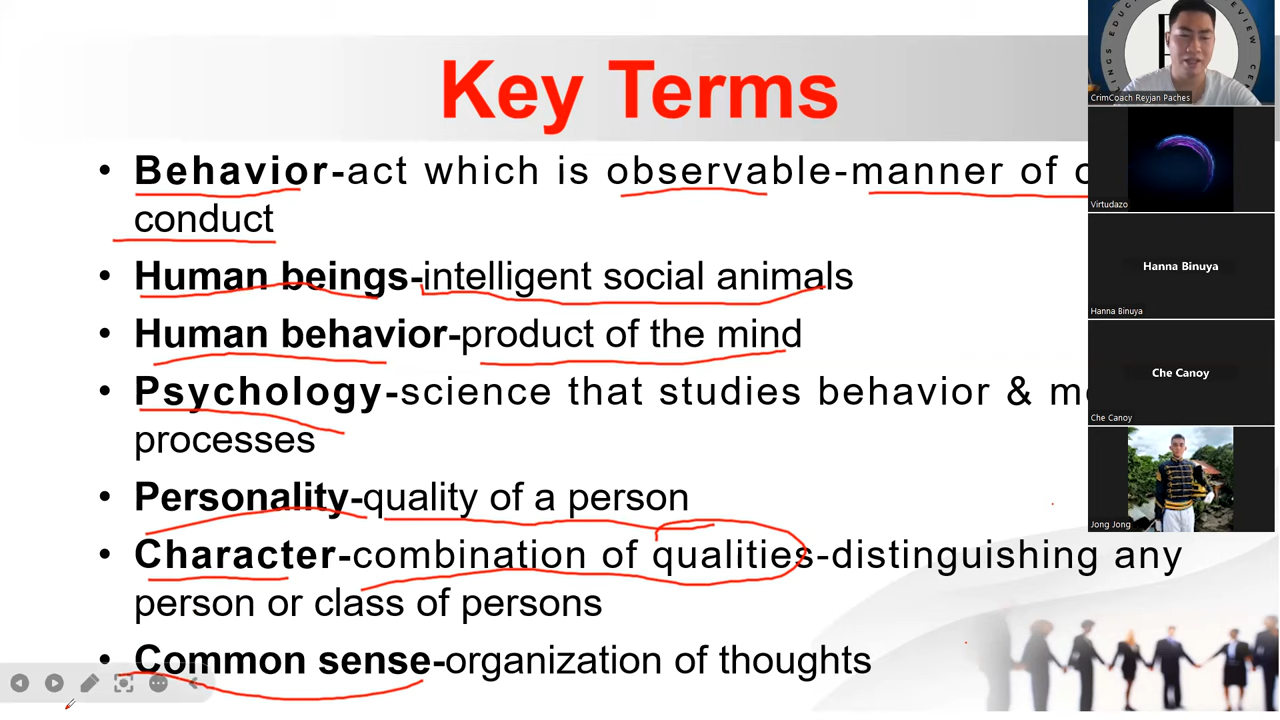 Key Terms
• Behavior-act which is observable-manner of
conduct
• Human beings-intelligent social animals
• Human behavior-product of the mind
• Psychology-science that studies behavior &
processes
• Personality-quality of a person
• Character-combination of qualities-distinguishing any
person or class of persons
• Common sense-organization of thoughts
CrimCoach Reyjan Paches
Virtudazo
Hanna Binuya
Hanna Binuya
Che Canoy
Che Canoy
Jong Jong